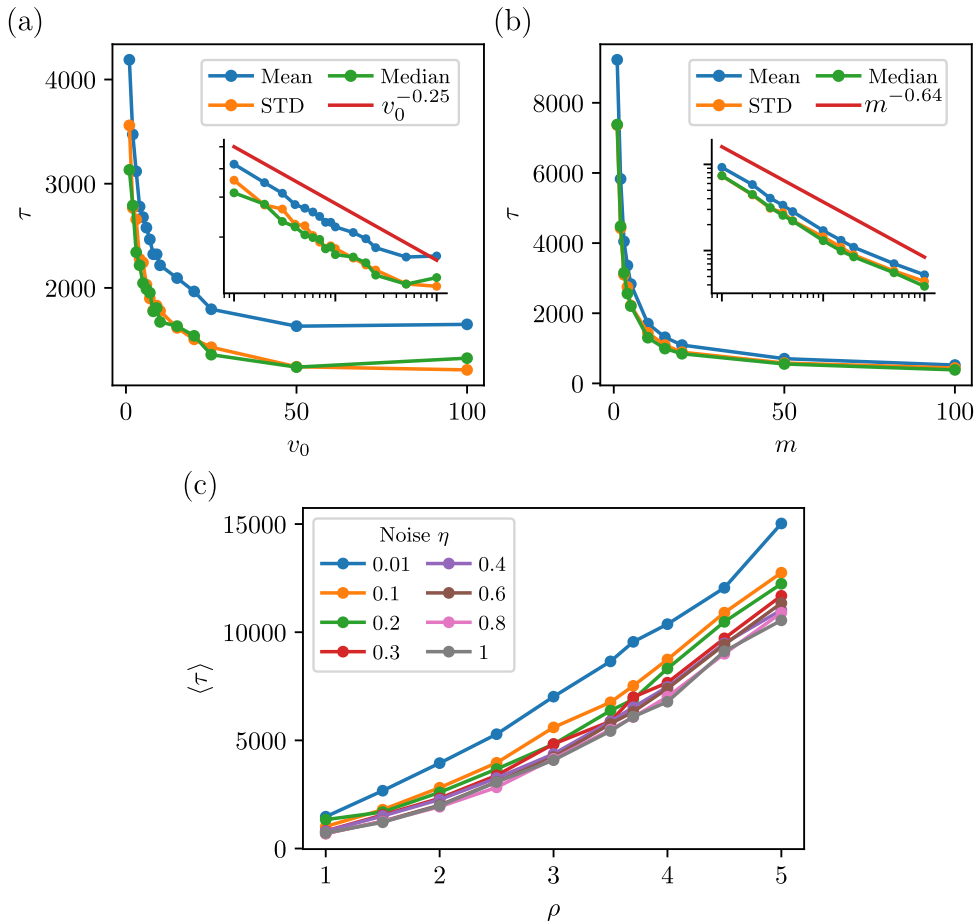 (a)
4000
3000
2000
τ
Mean
STD
Median
v₀^−0.25
0
50
100
v₀
(b)
8000
6000
4000
2000
0
τ
Mean
STD
Median
m^−0.64
0
50
100
m
(c)
15000
10000
5000
0
⟨τ⟩
Noise η
0.01
0.1
0.2
0.3
0.4
0.6
0.8
1
1
2
3
4
5
ρ